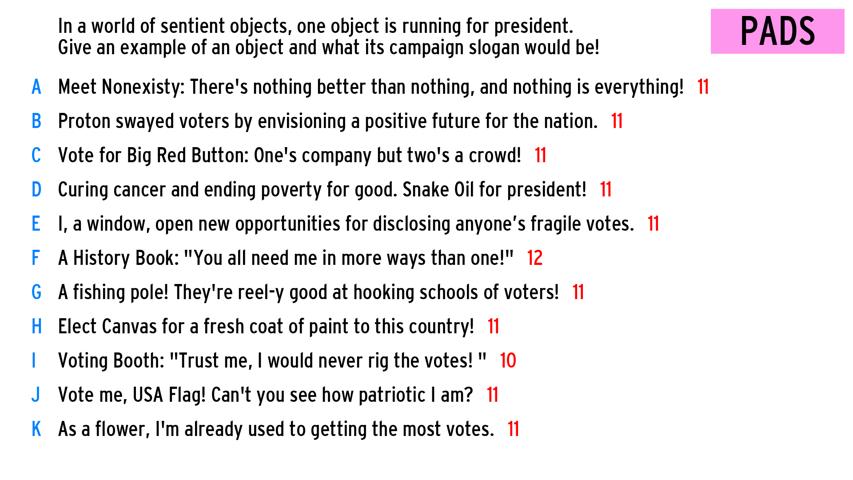 In a world of sentient objects, one object is running for president.
Give an example of an object and what its campaign slogan would be!
PADS
A Meet Nonexisty: There's nothing better than nothing, and nothing is everything! 11
B Proton swayed voters by envisioning a positive future for the nation. 11
C Vote for Big Red Button: One's company but two's a crowd! 11
D Curing cancer and ending poverty for good. Snake Oil for president! 11
E I, a window, open new opportunities for disclosing anyone’s fragile votes. 11
F A History Book: "You all need me in more ways than one!" 12
G A fishing pole! They're reel-y good at hooking schools of voters! 11
H Elect Canvas for a fresh coat of paint to this country! 11
I Voting Booth: "Trust me, I would never rig the votes! " 10
J Vote me, USA Flag! Can't you see how patriotic I am? 11
K As a flower, I'm already used to getting the most votes. 11